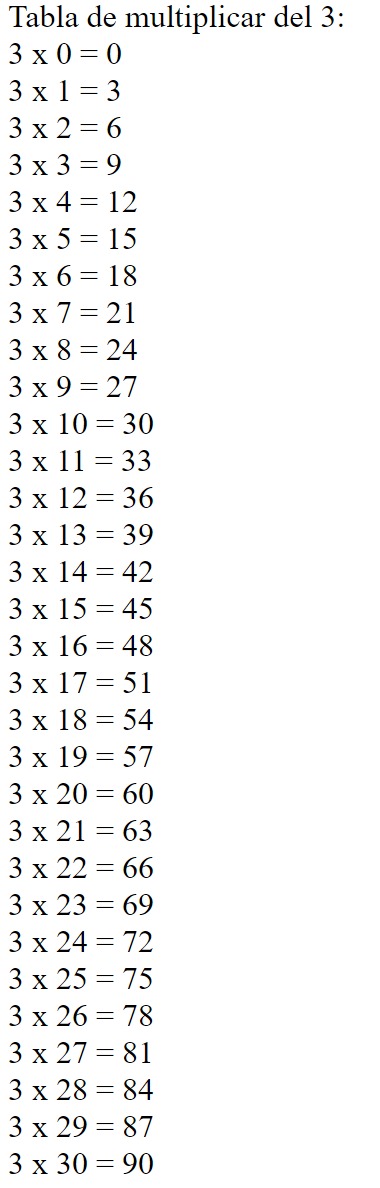 Tabla de multiplicar del 3:
3 x 0 = 0
3 x 1 = 3
3 x 2 = 6
3 x 3 = 9
3 x 4 = 12
3 x 5 = 15
3 x 6 = 18
3 x 7 = 21
3 x 8 = 24
3 x 9 = 27
3 x 10 = 30
3 x 11 = 33
3 x 12 = 36
3 x 13 = 39
3 x 14 = 42
3 x 15 = 45
3 x 16 = 48
3 x 17 = 51
3 x 18 = 54
3 x 19 = 57
3 x 20 = 60
3 x 21 = 63
3 x 22 = 66
3 x 23 = 69
3 x 24 = 72
3 x 25 = 75
3 x 26 = 78
3 x 27 = 81
3 x 28 = 84
3 x 29 = 87
3 x 30 = 90